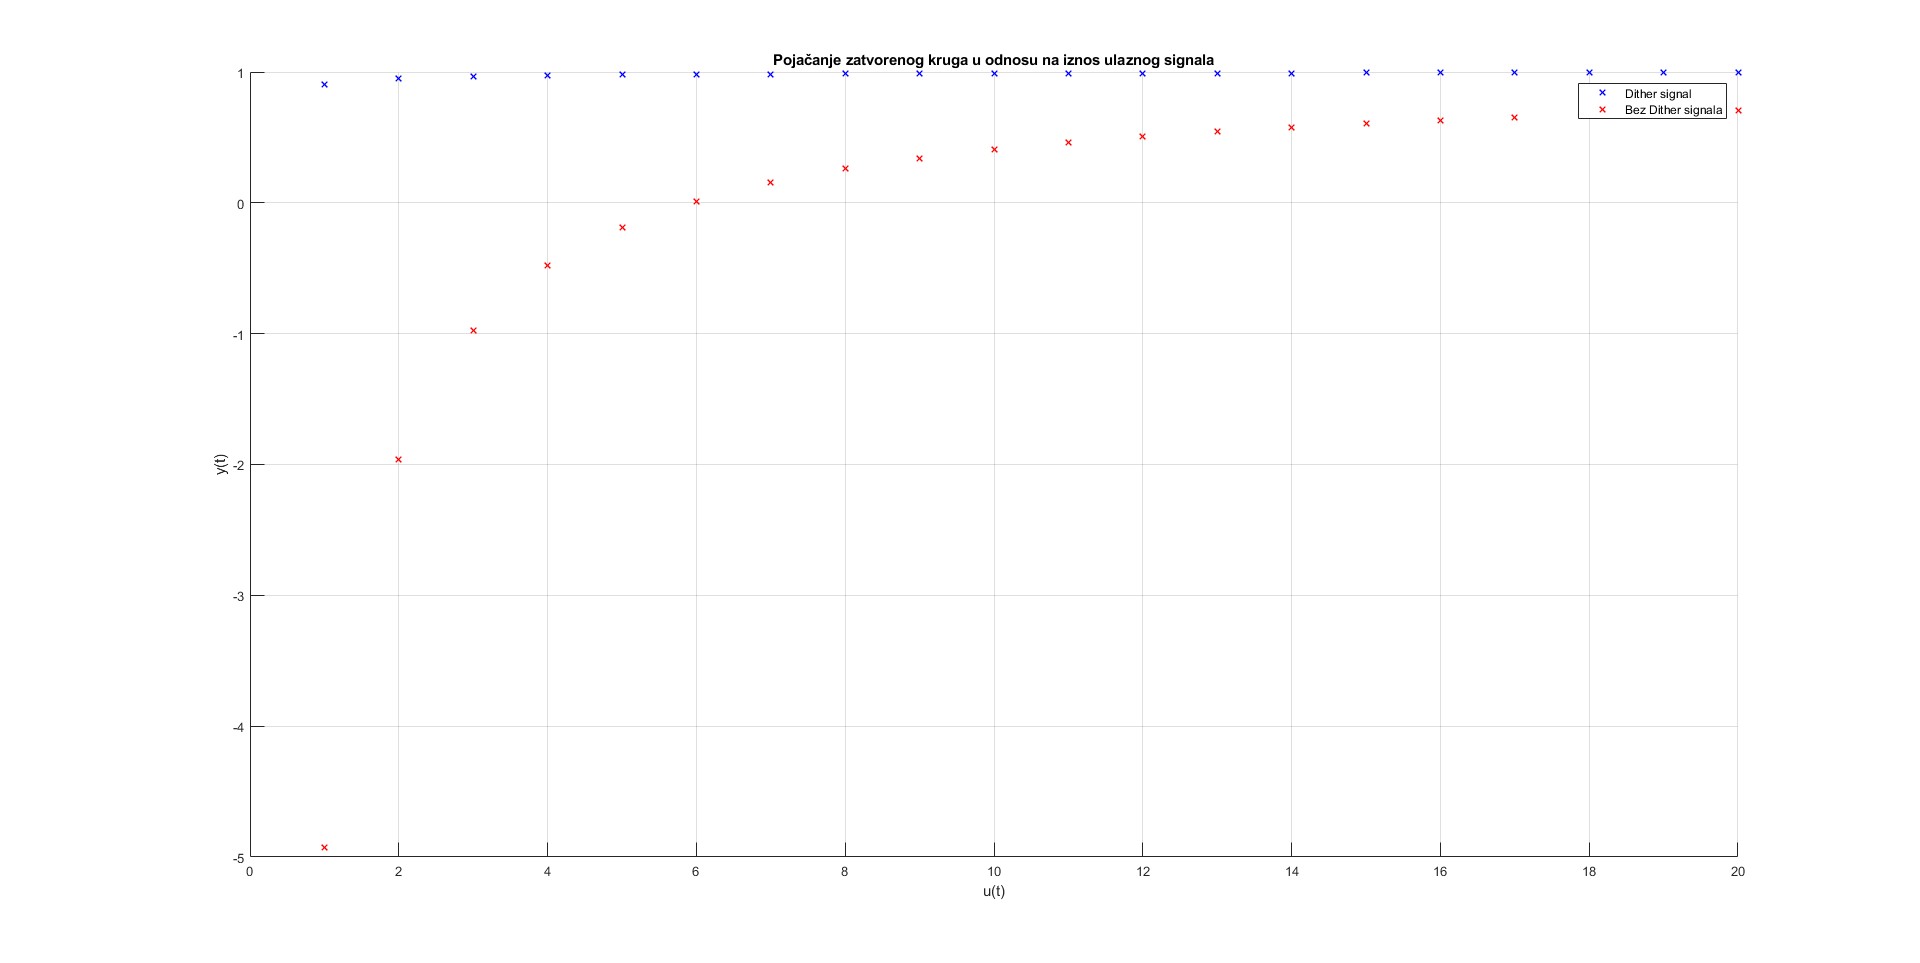 Pojačanje zatvorenog kruga u odnosu na iznos ulaznog signala
1
Dither signal
Bez Dither signala
0
-1
y(t)
-2
-3
-4
-5
0 2 4 6 8 10 12 14 16 18 20
u(t)